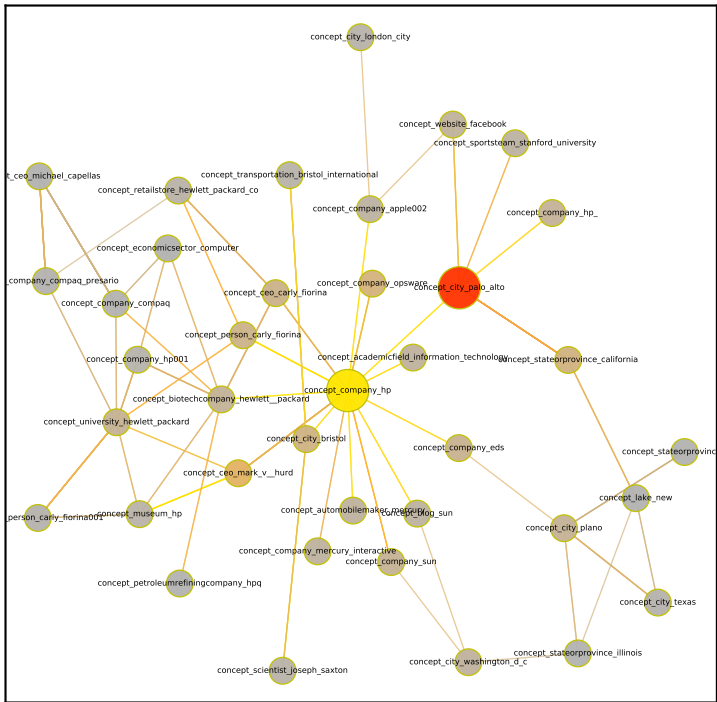 concept_city_london_city
concept_website_facebook
concept_sportsteam_stanford_university
t_ceo_michael_capellas
concept_transportation_bristol_international
concept_retailstore_hewlett_packard_co
concept_company_apple002
concept_company_hp_
concept_economicsector_computer
_company_compaq_presario
concept_company_opsware
concept_city_palo_alto
concept_ceo_carly_fiorina
concept_company_compaq
concept_person_carly_fiorina
concept_company_hp001
concept_academicfield_information_technology
concept_stateorprovince_california
concept_company_hp
concept_biotechcompany_hewlett__packard
concept_university_hewlett_packard
concept_city_bristol
concept_company_eds
concept_stateorprovinc
concept_ceo_mark_v__hurd
concept_lake_new
concept_automobilemaker_mercury
concept_blog_sun
_person_carly_fiorina001
concept_museum_hp
concept_city_plano
concept_company_mercury_interactive
concept_company_sun
concept_petroleumrefiningcompany_hpq
concept_city_texas
concept_stateorprovince_illinois
concept_city_washington_d_c
concept_scientist_joseph_saxton